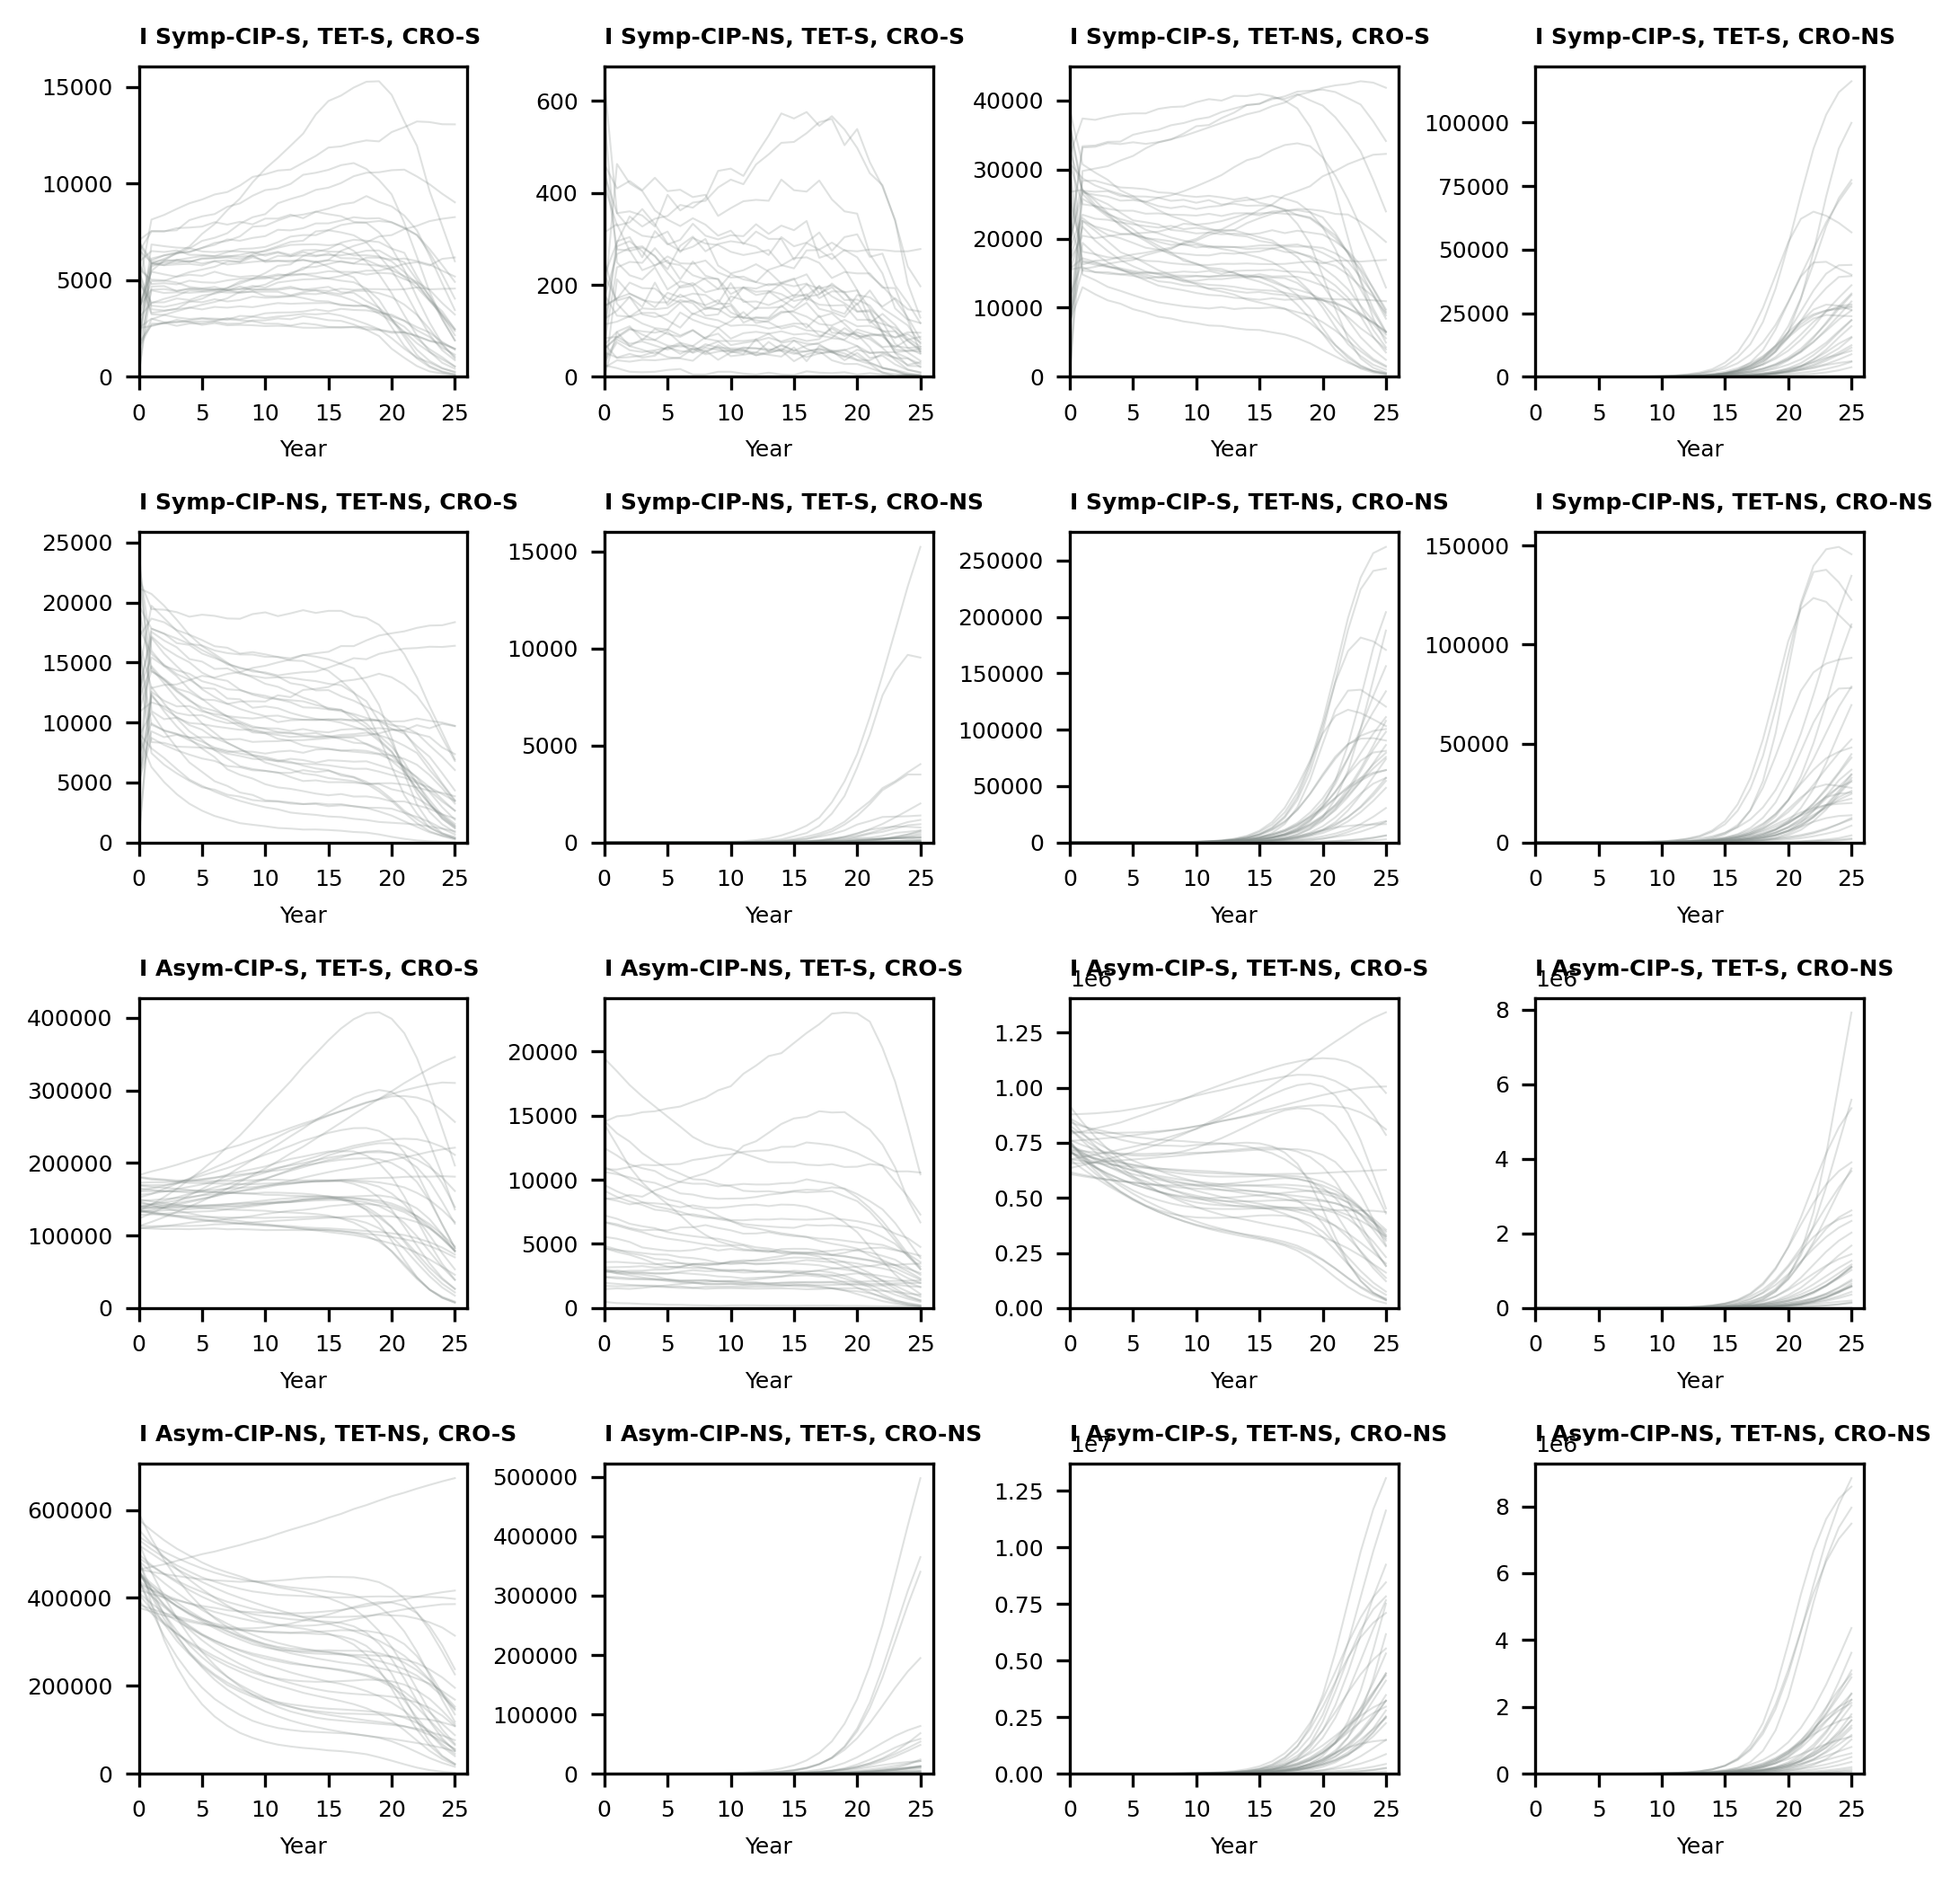 I Symp-CIP-S, TET-S, CRO-S
15000
10000
5000
0
0 5 10 15 20 25
Year
I Symp-CIP-NS, TET-S, CRO-S
600
400
200
0
0 5 10 15 20 25
Year
I Symp-CIP-S, TET-NS, CRO-S
40000
30000
20000
10000
0
0 5 10 15 20 25
Year
I Symp-CIP-S, TET-S, CRO-NS
100000
75000
50000
25000
0
0 5 10 15 20 25
Year
I Symp-CIP-NS, TET-NS, CRO-S
25000
20000
15000
10000
5000
0
0 5 10 15 20 25
Year
I Symp-CIP-NS, TET-S, CRO-NS
15000
10000
5000
0
0 5 10 15 20 25
Year
I Symp-CIP-S, TET-NS, CRO-NS
250000
200000
150000
100000
50000
0
0 5 10 15 20 25
Year
I Symp-CIP-NS, TET-NS, CRO-NS
150000
100000
50000
0
0 5 10 15 20 25
Year
I Asym-CIP-S, TET-S, CRO-S
400000
300000
200000
100000
0
0 5 10 15 20 25
Year
I Asym-CIP-NS, TET-S, CRO-S
20000
15000
10000
5000
0
0 5 10 15 20 25
Year
I Asym-CIP-S, TET-NS, CRO-S
1e6
1.25
1.00
0.75
0.50
0.25
0.00
0 5 10 15 20 25
Year
I Asym-CIP-S, TET-S, CRO-NS
1e6
8
6
4
2
0
0 5 10 15 20 25
Year
I Asym-CIP-NS, TET-NS, CRO-S
600000
400000
200000
0
0 5 10 15 20 25
Year
I Asym-CIP-NS, TET-S, CRO-NS
500000
400000
300000
200000
100000
0
0 5 10 15 20 25
Year
I Asym-CIP-S, TET-NS, CRO-NS
1e7
1.25
1.00
0.75
0.50
0.25
0.00
0 5 10 15 20 25
Year
I Asym-CIP-NS, TET-NS, CRO-NS
1e6
8
6
4
2
0
0 5 10 15 20 25
Year